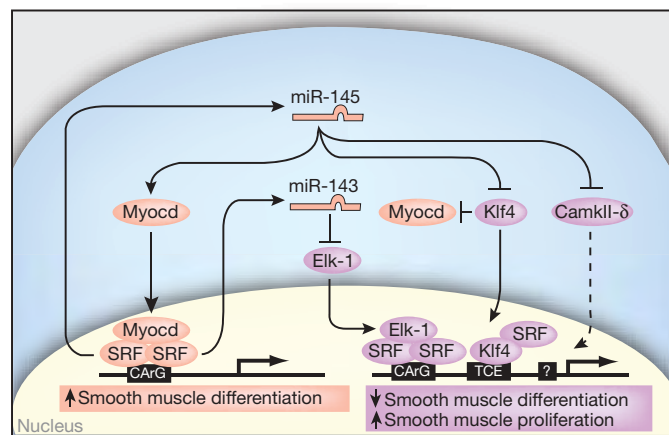 miR-145
miR-143
Myocd
Myocd
Klf4
CamkII-δ
Elk-1
Myocd
SRF SRF
CArG
Elk-1
SRF SRF
CArG
SRF
Klf4
TCE
?
Smooth muscle differentiation
Smooth muscle differentiation
Smooth muscle proliferation
Nucleus